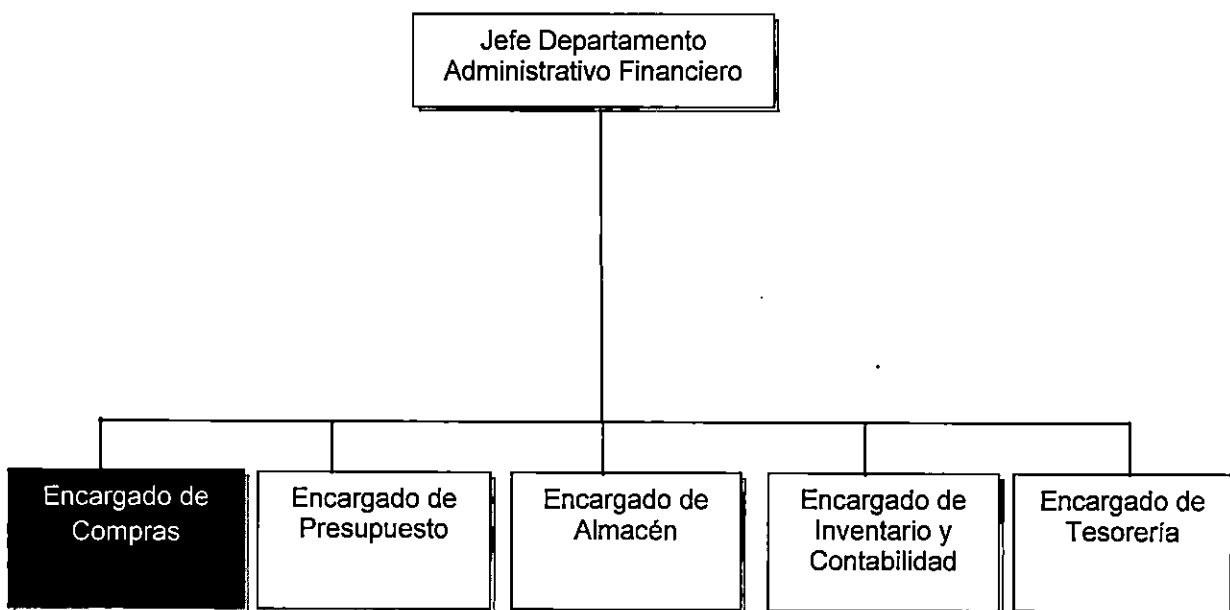 Jefe Departamento
Administrativo Financiero
Encargado de
Compras
Encargado de
Presupuesto
Encargado de
Almacén
Encargado de
Inventario y
Contabilidad
Encargado de
Tesorería